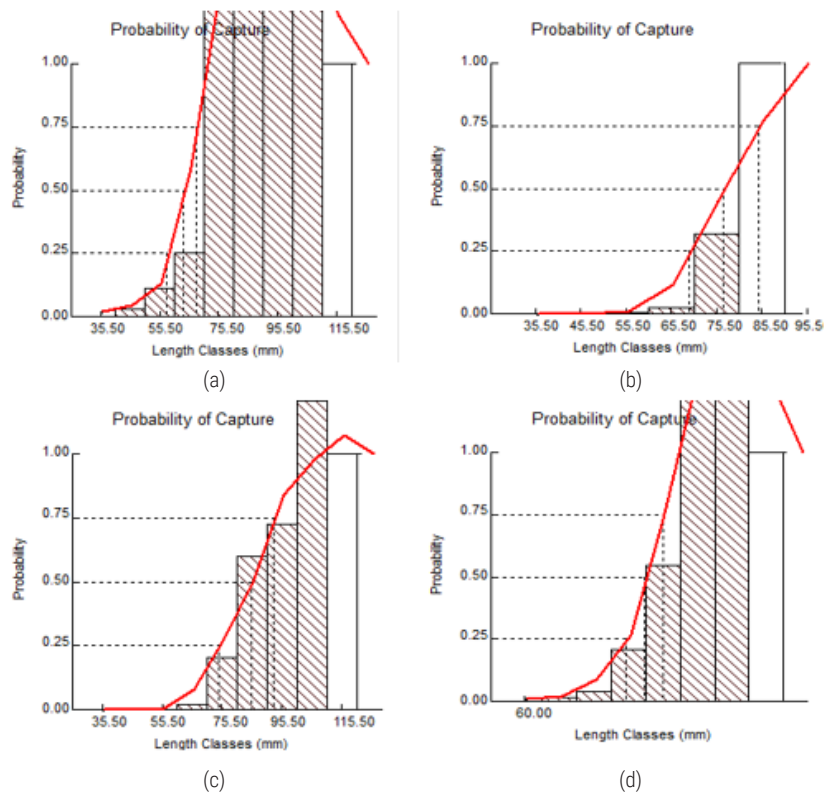 Probability of Capture
1.00
0.75
0.50
0.25
0.00
Probability
35.50 55.50 75.50 95.50 115.50
Length Classes (mm)
(a)
Probability of Capture
1.00
0.75
0.50
0.25
0.00
Probability
35.50 45.50 55.50 65.50 75.50 85.50 95.5
Length Classes (mm)
(b)
Probability of Capture
1.00
0.75
0.50
0.25
0.00
Probability
35.50 55.50 75.50 95.50 115.50
Length Classes (mm)
(c)
Probability of Capture
1.00
0.75
0.50
0.25
0.00
Probability
60.00
Length Classes (mm)
(d)